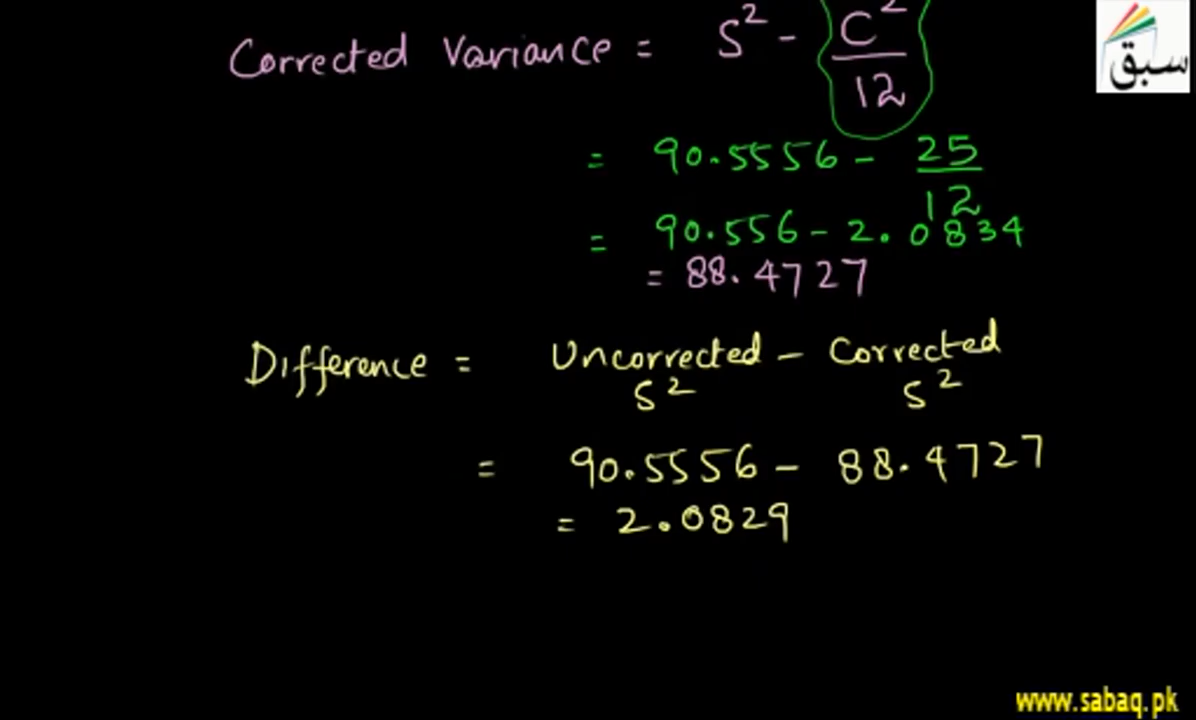 Corrected Variance = S² - C²/12
سبق
= 90.5556 - 25/12
= 90.556 - 2.0834
= 88.4727
Difference = Uncorrected S² - Corrected S²
= 90.5556 - 88.4727
= 2.0829
www.sabaq.pk